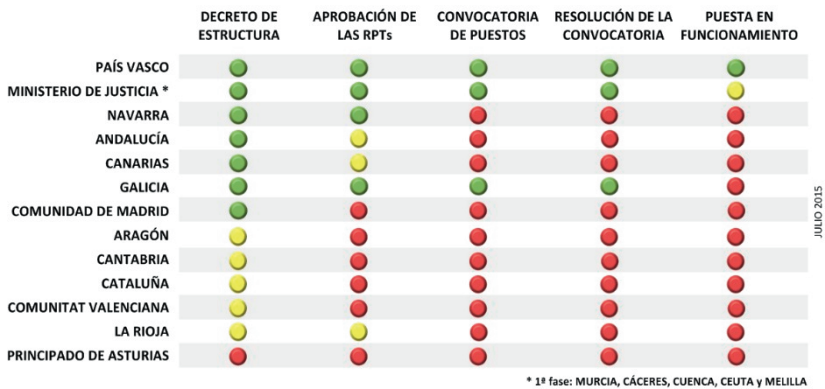 DECRETO DE ESTRUCTURA
APROBACIÓN DE LAS RPTs
CONVOCATORIA DE PUESTOS
RESOLUCIÓN DE LA CONVOCATORIA
PUESTA EN FUNCIONAMIENTO
PAÍS VASCO
MINISTERIO DE JUSTICIA *
NAVARRA
ANDALUCÍA
CANARIAS
GALICIA
COMUNIDAD DE MADRID
ARAGÓN
CANTABRIA
CATALUÑA
COMUNITAT VALENCIANA
LA RIOJA
PRINCIPADO DE ASTURIAS
JULIO 2015
* 1ª fase: MURCIA, CÁCERES, CUENCA, CEUTA y MELILLA